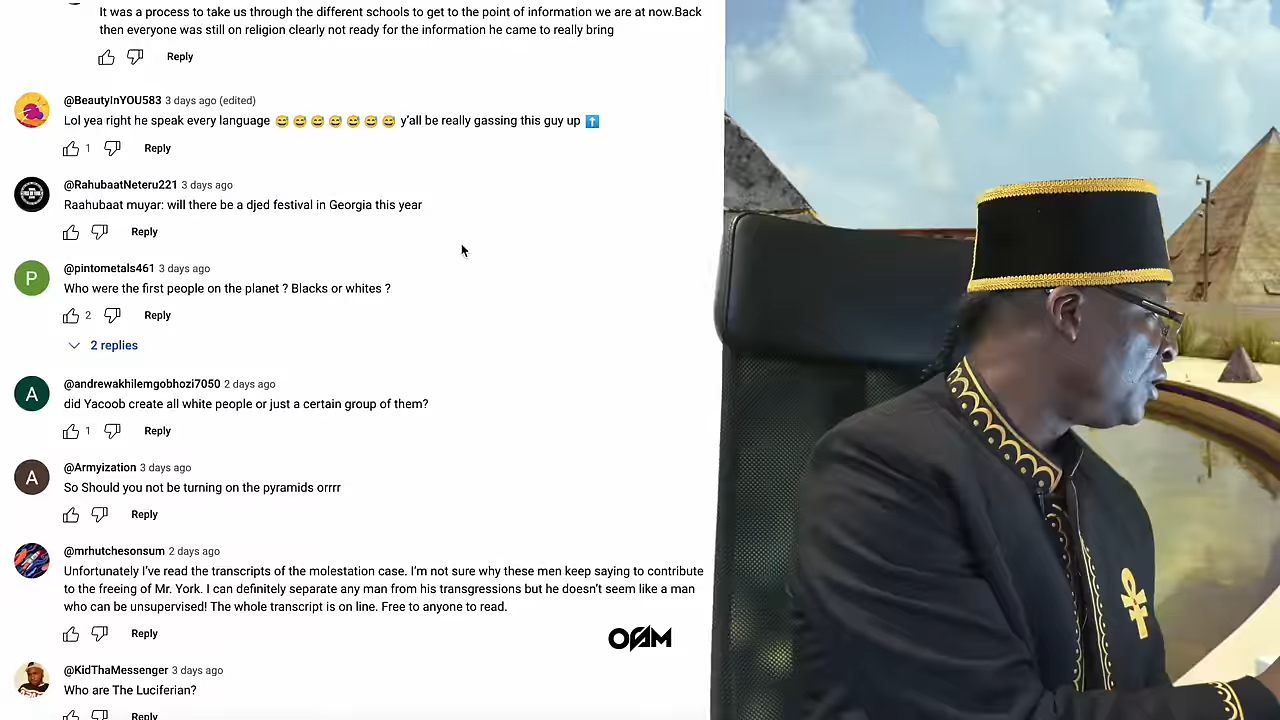 It was a process to take us through the different schools to get to the point of information we are at now.Back
then everyone was still on religion clearly not ready for the information he came to really bring
Reply
@BeautyInYOU583 3 days ago (edited)
Lol yea right he speak every language 😅 😅 😅 😅 😅 😅 😅 y'all be really gassing this guy up ⬆️
1 Reply
@RahubaatNeteru221 3 days ago
Raahubaat muyar: will there be a djed festival in Georgia this year
Reply
P
@pintometals461 3 days ago
Who were the first people on the planet ? Blacks or whites ?
2 Reply
2 replies
A
@andrewakhilemgobhozi7050 2 days ago
did Yacoob create all white people or just a certain group of them?
1 Reply
A
@Armyization 3 days ago
So Should you not be turning on the pyramids orrrr
Reply
@mrhutchesonsum 2 days ago
Unfortunately I've read the transcripts of the molestation case. I'm not sure why these men keep saying to contribute
to the freeing of Mr. York. I can definitely separate any man from his transgressions but he doesn't seem like a man
who can be unsupervised! The whole transcript is on line. Free to anyone to read.
Reply
@KidThaMessenger 3 days ago
Who are The Luciferian?
Reply